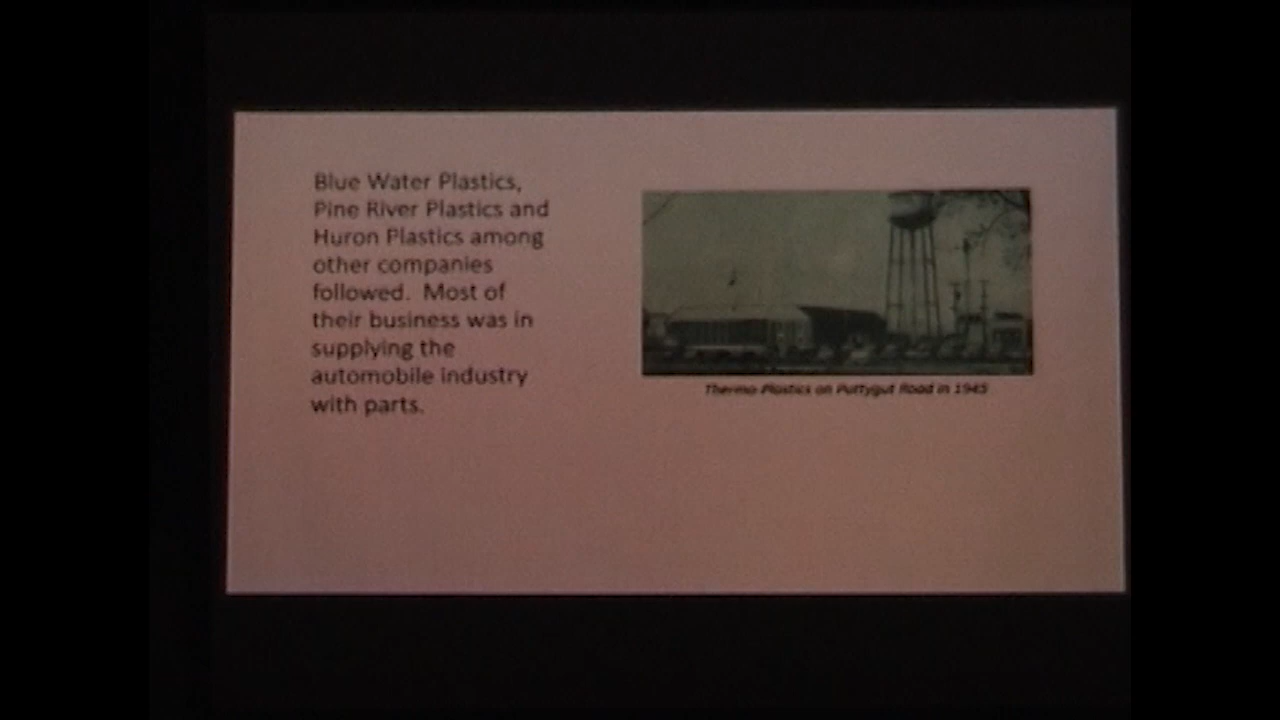 Blue Water Plastics,
Pine River Plastics and
Huron Plastics among
other companies
followed.  Most of
their business was in
supplying the
automobile industry
with parts.
Thermo-Plastics on Puttygut Road in 1945